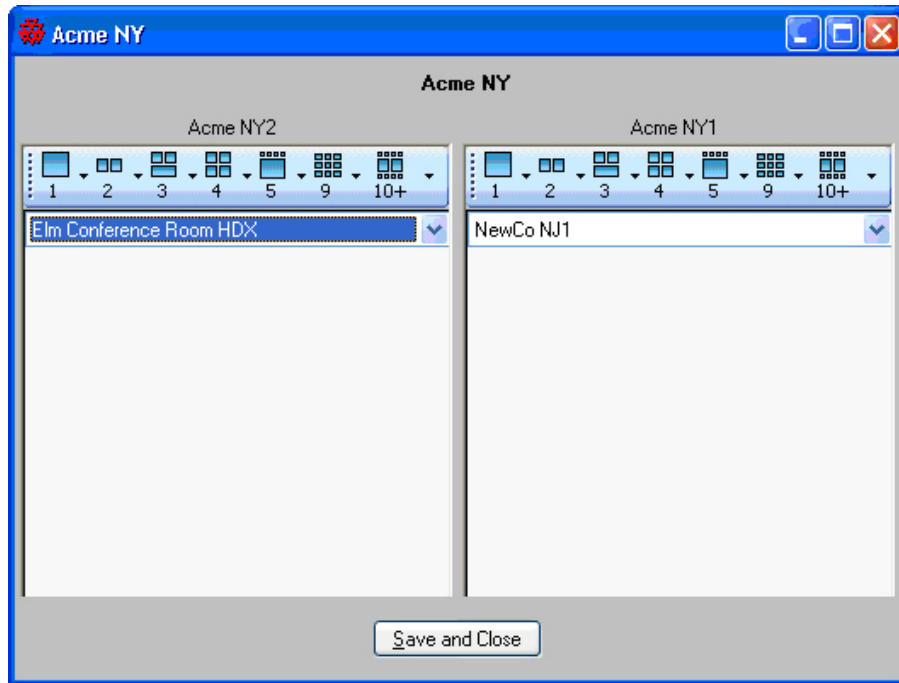 Acme NY
Acme NY
Acme NY2
Acme NY1
1 2 3 4 5 9 10+
1 2 3 4 5 9 10+
Elm Conference Room HDX
NewCo NJ1
Save and Close